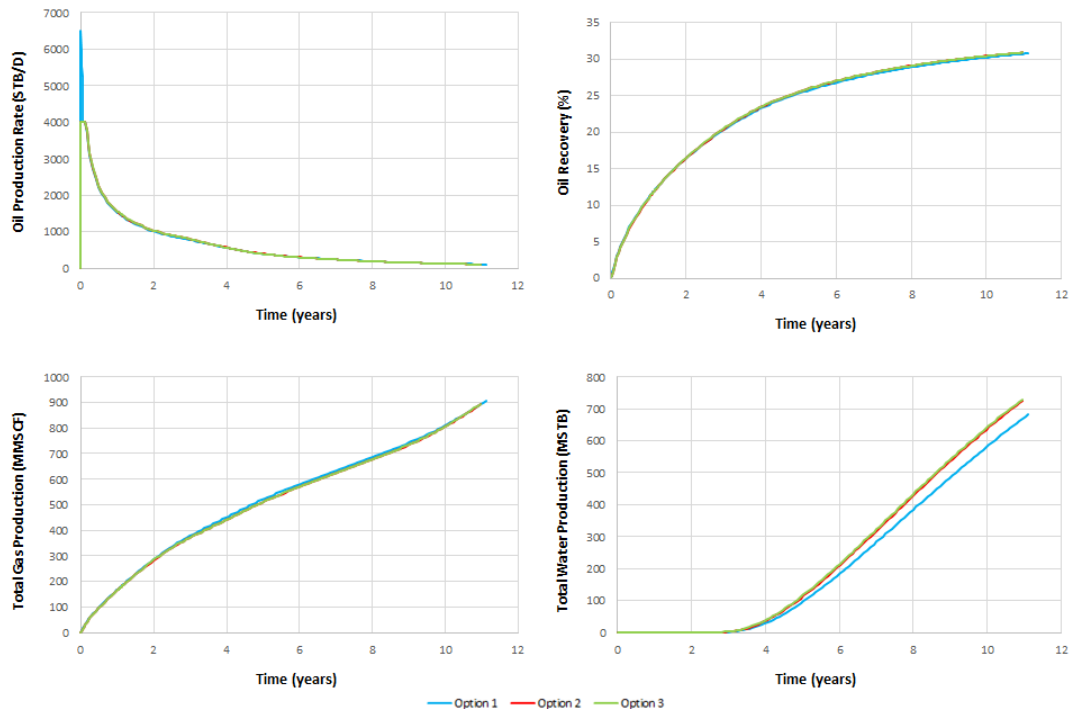 Oil Production Rate (STB/D)
7000
6000
5000
4000
3000
2000
1000
0
0 2 4 6 8 10 12
Time (years)
Oil Recovery (%)
35
30
25
20
15
10
5
0
0 2 4 6 8 10 12
Time (years)
Total Gas Production (MMSCF)
1000
900
800
700
600
500
400
300
200
100
0
0 2 4 6 8 10 12
Time (years)
Total Water Production (MSTB)
800
700
600
500
400
300
200
100
0
0 2 4 6 8 10 12
Time (years)
Option 1 Option 2 Option 3